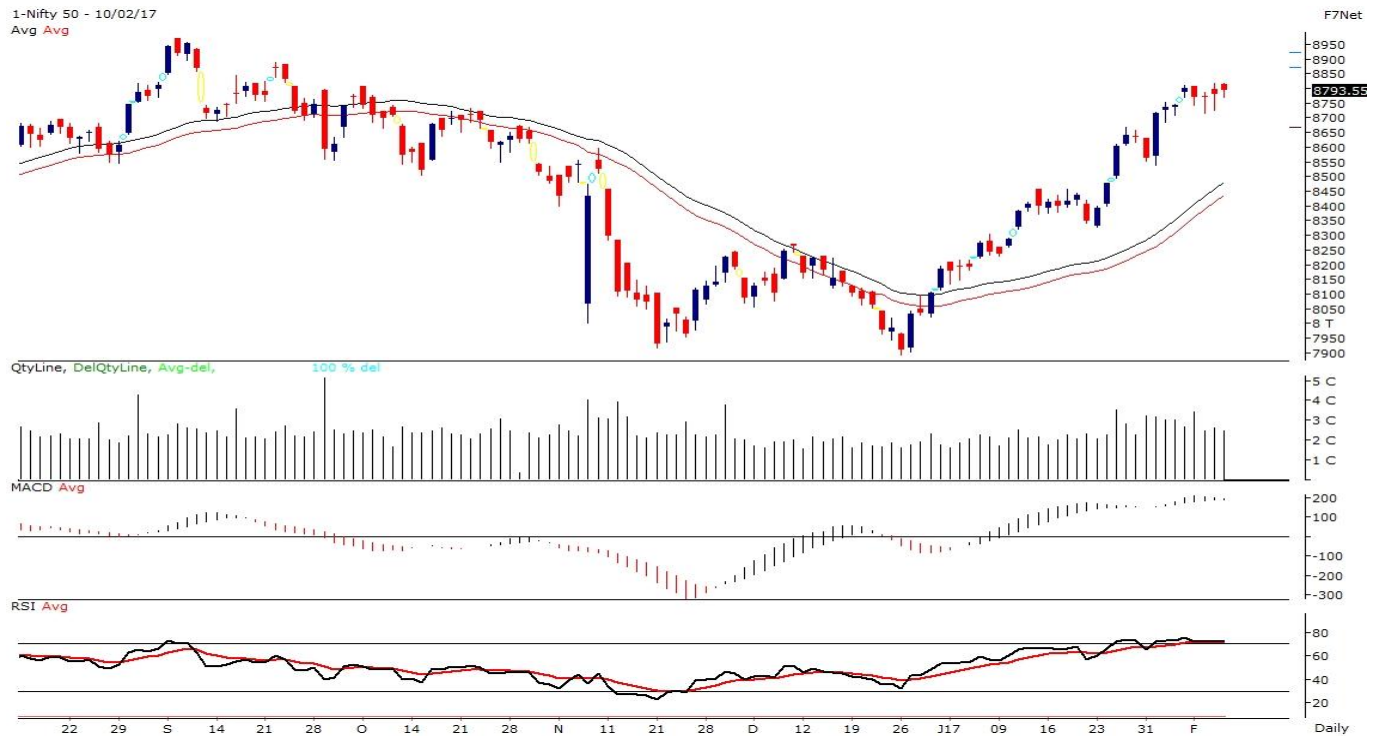 1-Nifty 50 - 10/02/17 F7Net
Avg Avg
8950
8900
8850
8793.55
8750
8700
8650
8600
8550
8500
8450
8400
8350
8300
8250
8200
8150
8100
8050
8 T
7950
7900
QtyLine, DelQtyLine, Avg-del, 100 % del
5 C
4 C
3 C
2 C
1 C
MACD Avg
200
100
-100
-200
-300
RSI Avg
80
60
40
20
22 29 S 14 21 28 O 14 21 28 N 11 21 28 D 12 19 26 J17 09 16 23 31 F Daily